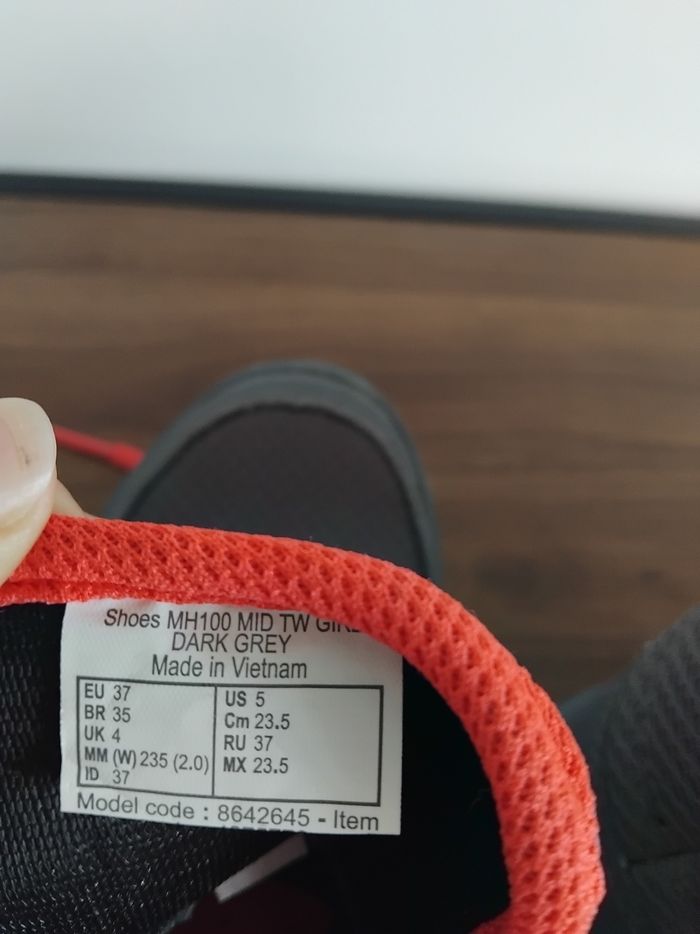 Shoes MH100 MID TW
DARK GREY
Made in Vietnam
EU 37
BR 35
UK 4
MM (W) 235 (2.0)
ID 37
US 5
Cm 23.5
RU 37
MX 23.5
Model code : 8642645 - Item